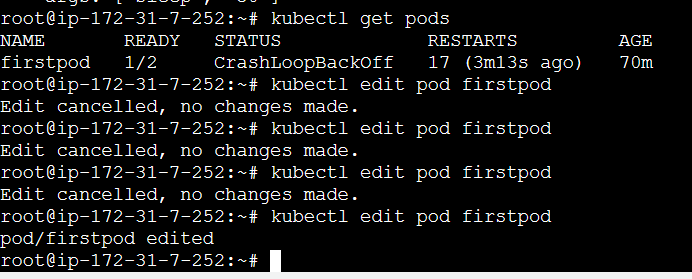 root@ip-172-31-7-252:~# kubectl get pods
NAME READY STATUS RESTARTS AGE
firstpod 1/2 CrashLoopBackOff 17 (3m13s ago) 70m
root@ip-172-31-7-252:~# kubectl edit pod firstpod
Edit cancelled, no changes made.
root@ip-172-31-7-252:~# kubectl edit pod firstpod
Edit cancelled, no changes made.
root@ip-172-31-7-252:~# kubectl edit pod firstpod
Edit cancelled, no changes made.
root@ip-172-31-7-252:~# kubectl edit pod firstpod
pod/firstpod edited
root@ip-172-31-7-252:~#